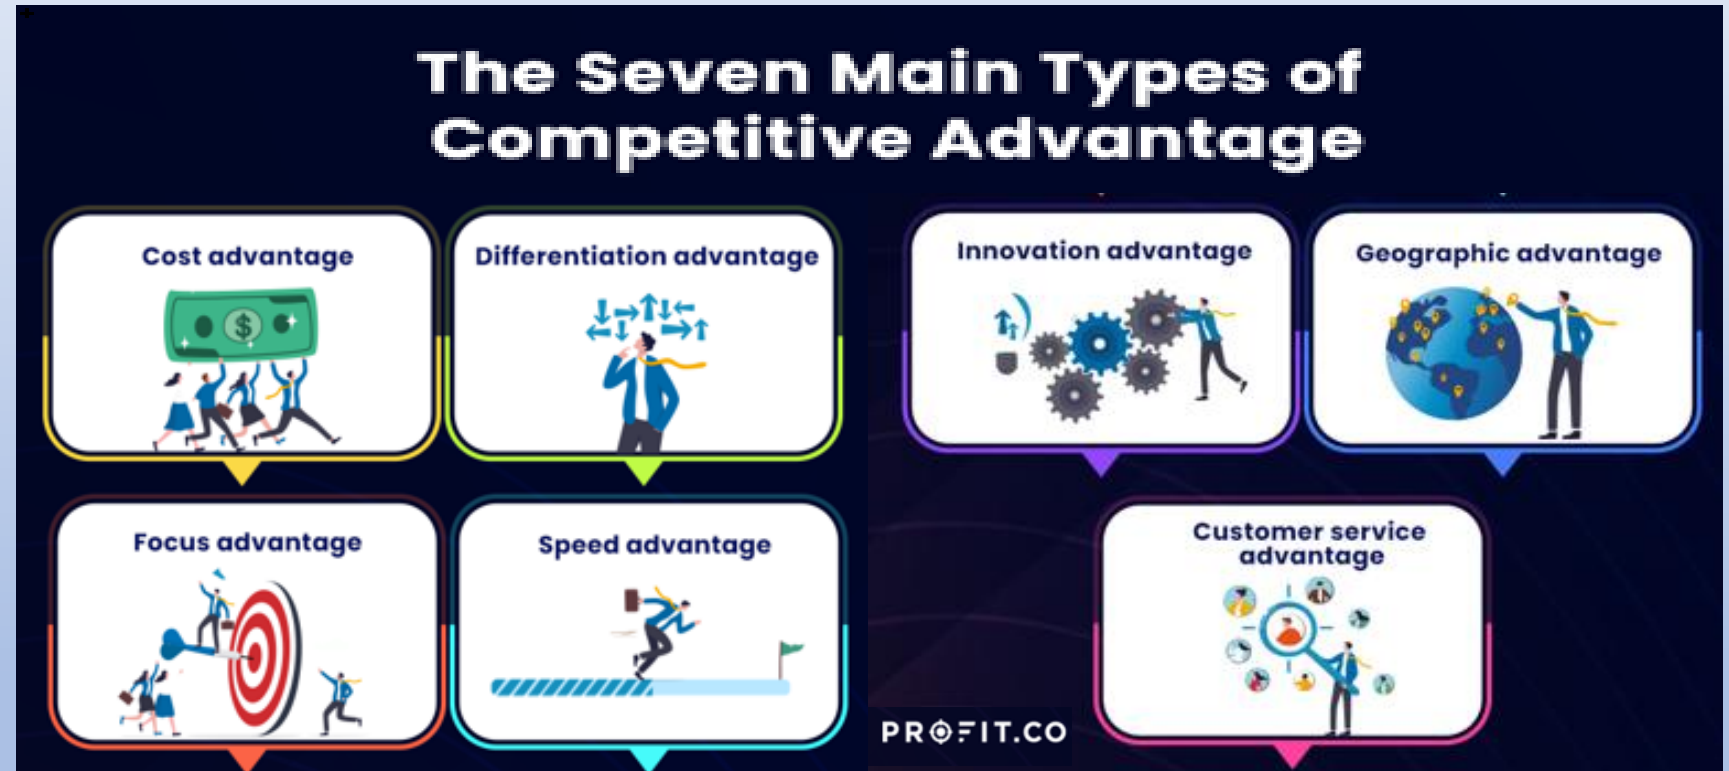 The Seven Main Types of
Competitive Advantage
Cost advantage
Differentiation advantage
Innovation advantage
Geographic advantage
$
Focus advantage
Speed advantage
Customer service
advantage
PROFIT.CO